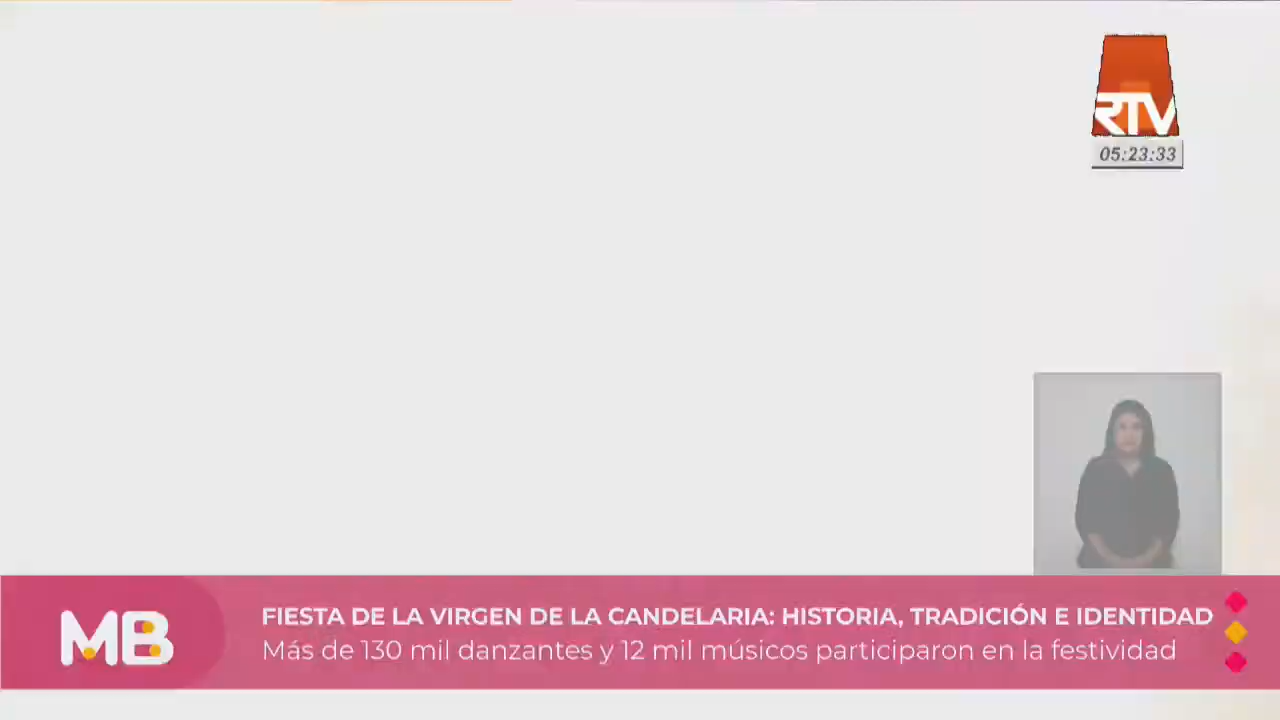 RTV
05:23:33
MB
FIESTA DE LA VIRGEN DE LA CANDELARIA: HISTORIA, TRADICIÓN E IDENTIDAD
Más de 130 mil danzantes y 12 mil músicos participaron en la festividad